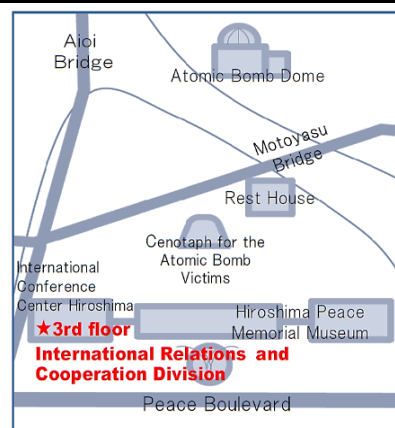 Aioi
Bridge
Atomic Bomb Dome
Motoyasu
Bridge
Rest House
Cenotaph for the
Atomic Bomb
Victims
International
Conference
Center Hiroshima
★3rd floor
Hiroshima Peace
Memorial Museum
International Relations and
Cooperation Division
Peace Boulevard